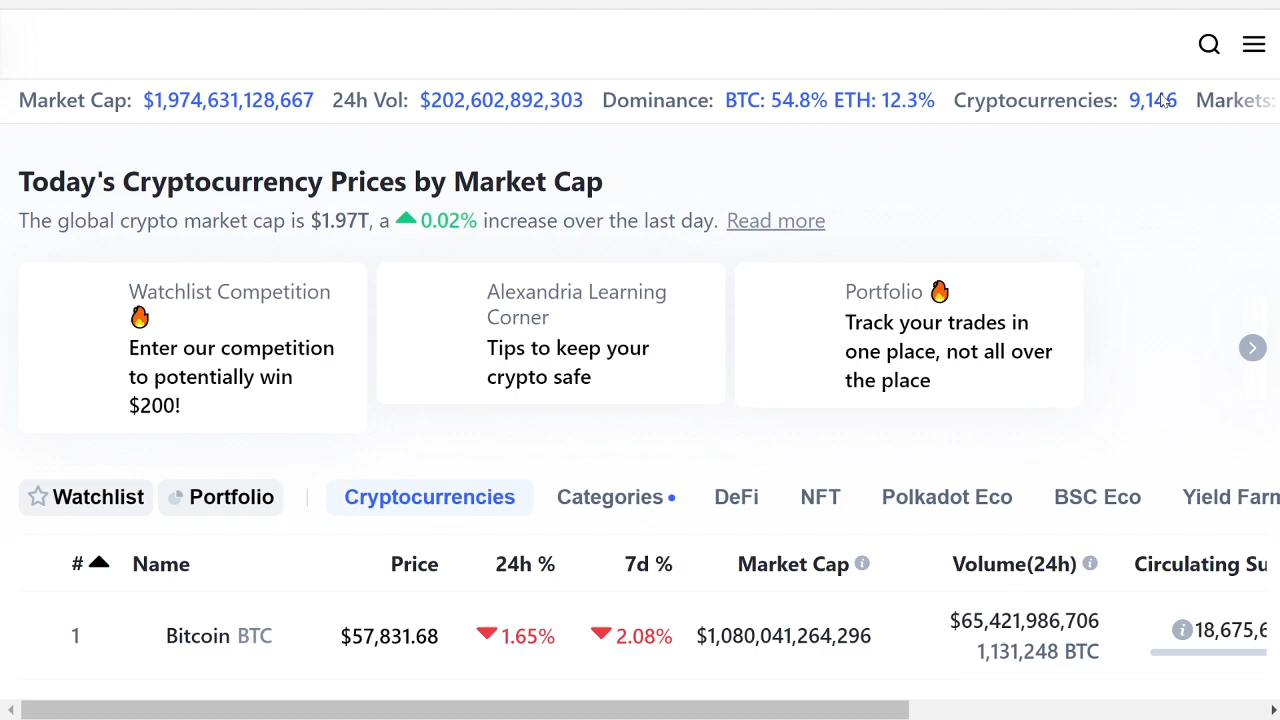 Market Cap: $1,974,631,128,667 24h Vol: $202,602,892,303 Dominance: BTC: 54.8% ETH: 12.3% Cryptocurrencies: 9,146 Markets:
Today's Cryptocurrency Prices by Market Cap
The global crypto market cap is $1.97T, a 0.02% increase over the last day. Read more
Watchlist Competition 🔥
Enter our competition
to potentially win
$200!
Alexandria Learning
Corner
Tips to keep your
crypto safe
Portfolio 🔥
Track your trades in
one place, not all over
the place
Watchlist Portfolio Cryptocurrencies Categories DeFi NFT Polkadot Eco BSC Eco Yield Farm
# Name Price 24h % 7d % Market Cap Volume(24h) Circulating Su
1 Bitcoin BTC $57,831.68 1.65% 2.08% $1,080,041,264,296 $65,421,986,706 18,675,6
1,131,248 BTC